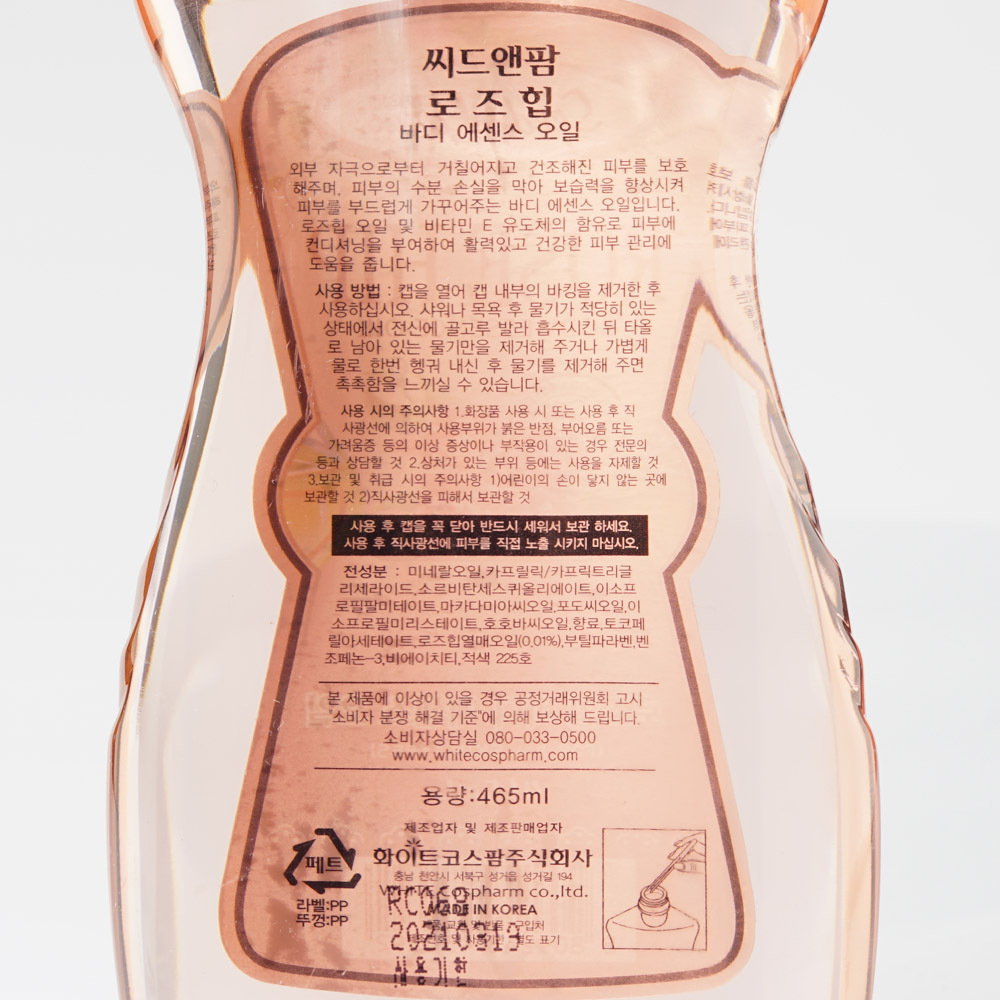 씨드앤팜
로즈힙
바디 에센스 오일
외부 자극으로부터 거칠어지고 건조해진 피부를 보호
해주며, 피부의 수분 손실을 막아 보습력을 향상시켜
피부를 부드럽게 가꾸어주는 바디 에센스 오일입니다.
로즈힙 오일 및 비타민 E 유도체의 함유로 피부에
컨디셔닝을 부여하여 활력있고 건강한 피부 관리에
도움을 줍니다.
사용 방법 : 캡을 열어 캡 내부의 바킹을 제거한 후
사용하십시오. 샤워나 목욕 후 물기가 적당히 있는
상태에서 전신에 골고루 발라 흡수시킨 뒤 타올
로 남아 있는 물기만을 제거해 주거나 가볍게
물로 한번 헹궈 내신 후 물기를 제거해 주면
촉촉함을 느끼실 수 있습니다.
사용 시의 주의사항 1.화장품 사용 시 또는 사용 후 직
사광선에 의하여 사용부위가 붉은 반점, 부어오름 또는
가려움증 등의 이상 증상이나 부작용이 있는 경우 전문의
등과 상담할 것 2.상처가 있는 부위 등에는 사용을 자제할 것
3.보관 및 취급 시의 주의사항 1)어린이의 손이 닿지 않는 곳에
보관할 것 2)직사광선을 피해서 보관할 것
사용 후 캡을 꼭 닫아 반드시 세워서 보관 하세요.
사용 후 직사광선에 피부를 직접 노출 시키지 마십시오.
전성분 : 미네랄오일,카프릴릭/카프릭트리글
리세라이드,소르비탄세스퀴올리에이트,이소프
로필팔미테이트,마카다미아씨오일,포도씨오일,이
소프로필미리스테이트,호호바씨오일,향료,토코페
릴아세테이트,로즈힙열매오일(0.01%),부틸파라벤,벤
조페논-3,비에이치티,적색 225호
본 제품에 이상이 있을 경우 공정거래위원회 고시
"소비자 분쟁 해결 기준"에 의해 보상해 드립니다.
소비자상담실 080-033-0500
www.whitecospharm.com
용량:465ml
제조업자 및 제조판매업자
화이트코스팜주식회사
충남 천안시 서북구 성거읍 성거길 194
WHITE Cospharm co.,ltd.
MADE IN KOREA
페트
라벨:PP
뚜껑:PP
RC068
20210319
사용기한